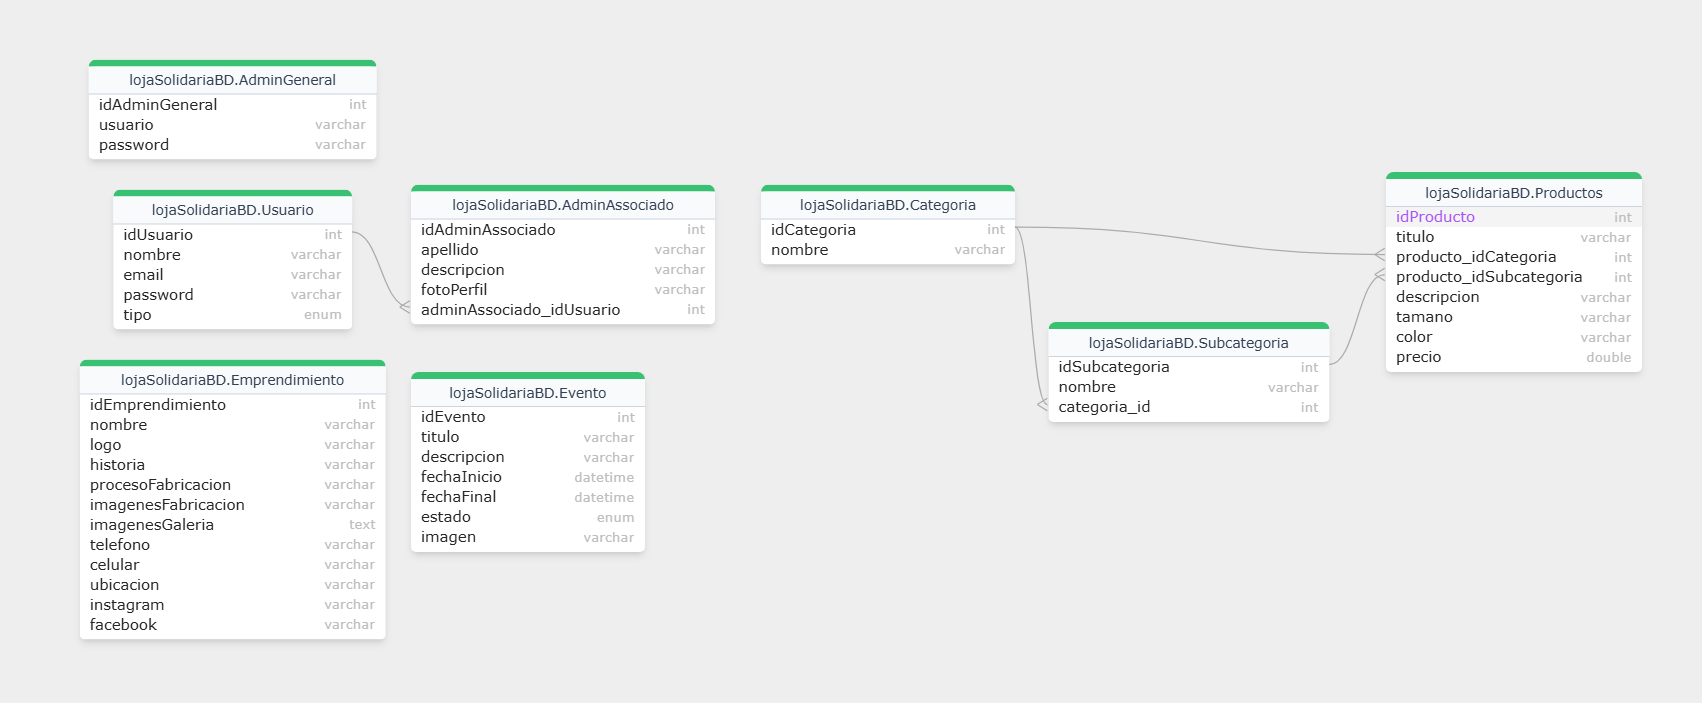 lojaSolidariaBD.AdminGeneral
idAdminGeneral int
usuario varchar
password varchar
lojaSolidariaBD.Usuario
idUsuario int
nombre varchar
email varchar
password varchar
tipo enum
lojaSolidariaBD.AdminAssociado
idAdminAssociado int
apellido varchar
descripcion varchar
fotoPerfil varchar
adminAssociado_idUsuario int
lojaSolidariaBD.Categoria
idCategoria int
nombre varchar
lojaSolidariaBD.Productos
idProducto int
titulo varchar
producto_idCategoria int
producto_idSubcategoria int
descripcion varchar
tamano varchar
color varchar
precio double
lojaSolidariaBD.Subcategoria
idSubcategoria int
nombre varchar
categoria_id int
lojaSolidariaBD.Emprendimiento
idEmprendimiento int
nombre varchar
logo varchar
historia varchar
procesoFabricacion varchar
imagenesFabricacion varchar
imagenesGaleria text
telefono varchar
celular varchar
ubicacion varchar
instagram varchar
facebook varchar
lojaSolidariaBD.Evento
idEvento int
titulo varchar
descripcion varchar
fechaInicio datetime
fechaFinal datetime
estado enum
imagen varchar